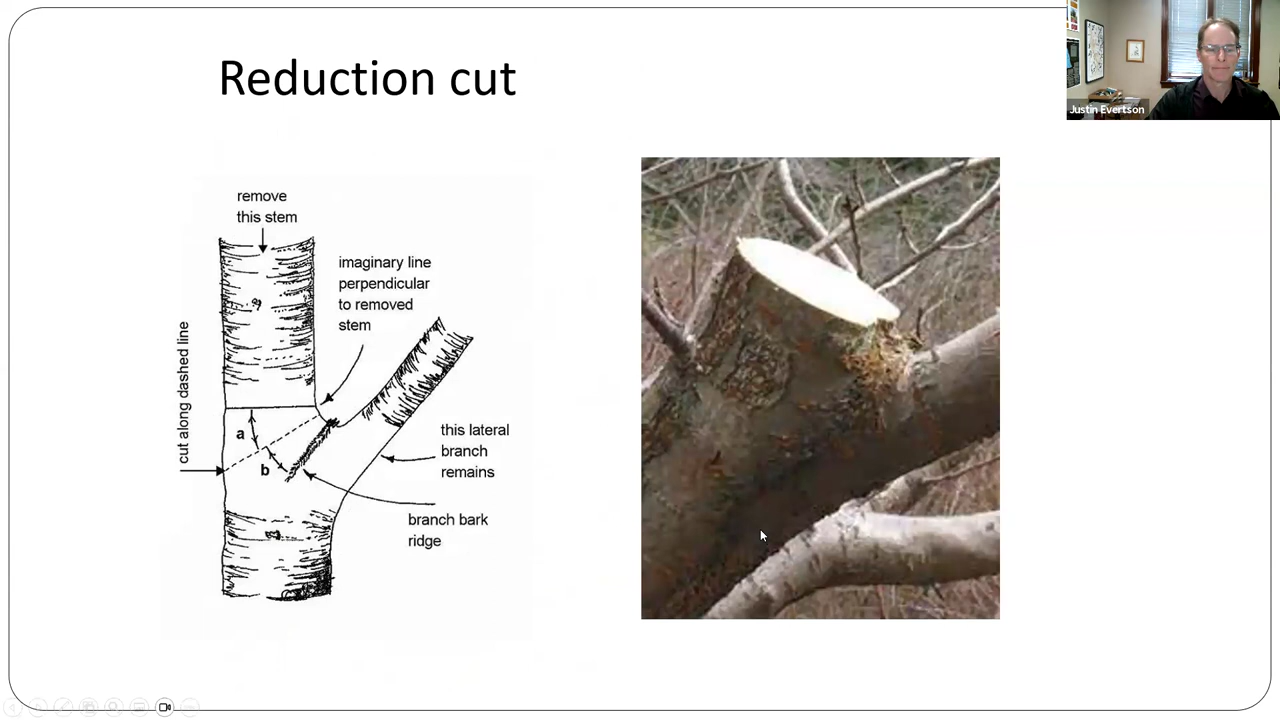 Reduction cut
Justin Evertson
remove
this stem
imaginary line
perpendicular
to removed
stem
cut along dashed line
a
b
this lateral
branch
remains
branch bark
ridge